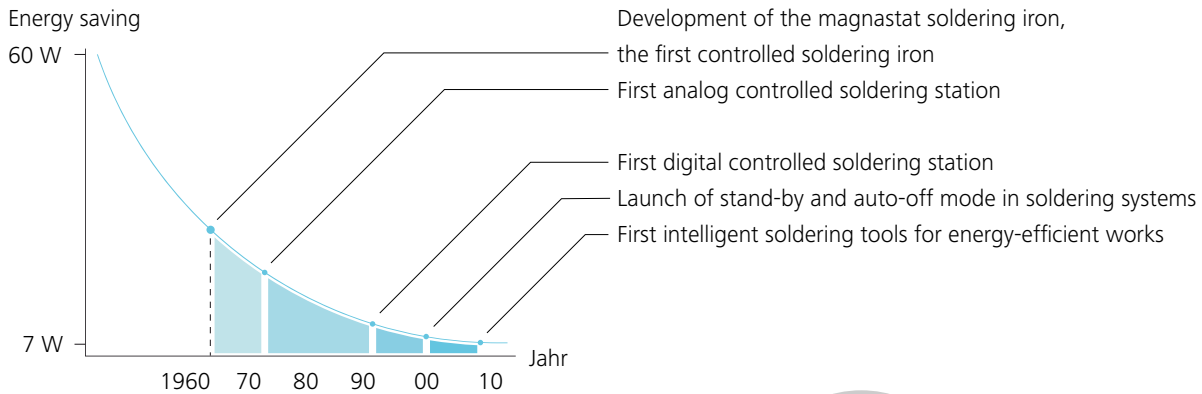 Energy saving
60 W
7 W
1960 70 80 90 00 10
Jahr
Development of the magnastat soldering iron,
the first controlled soldering iron
First analog controlled soldering station
First digital controlled soldering station
Launch of stand-by and auto-off mode in soldering systems
First intelligent soldering tools for energy-efficient works